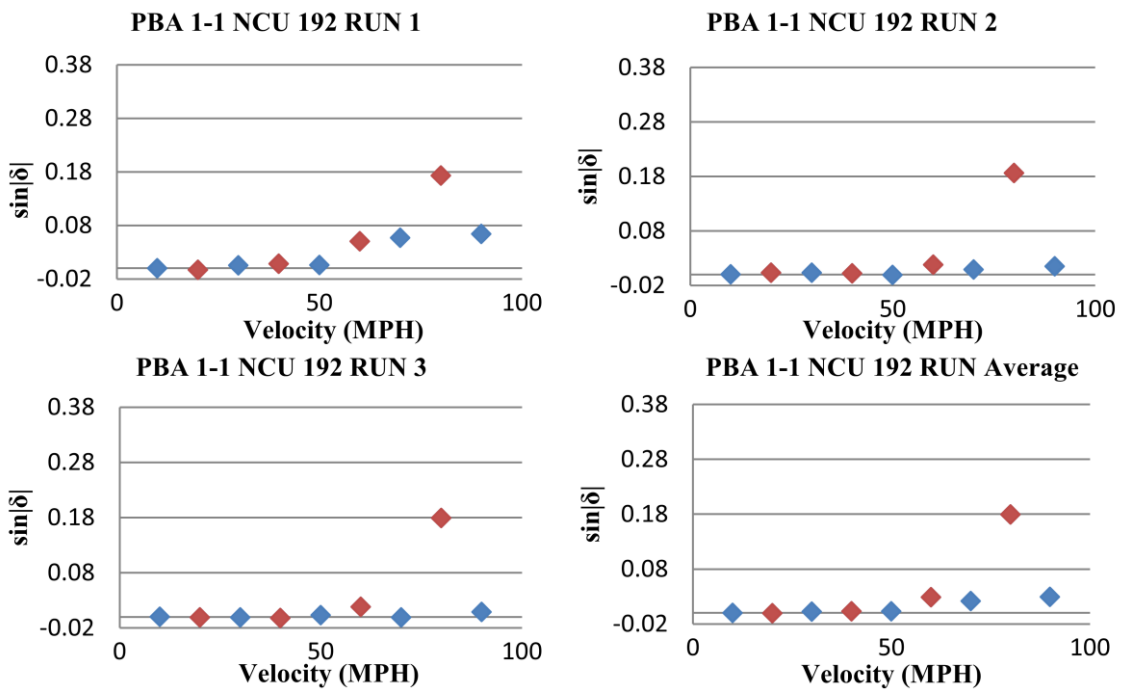 PBA 1-1 NCU 192 RUN 1
0.38
0.28
0.18
0.08
-0.02
sin|δ|
0
50
100
Velocity (MPH)
PBA 1-1 NCU 192 RUN 2
0.38
0.28
0.18
0.08
-0.02
sin|δ|
0
50
100
Velocity (MPH)
PBA 1-1 NCU 192 RUN 3
0.38
0.28
0.18
0.08
-0.02
sin|δ|
0
50
100
Velocity (MPH)
PBA 1-1 NCU 192 RUN Average
0.38
0.28
0.18
0.08
-0.02
sin|δ|
0
50
100
Velocity (MPH)